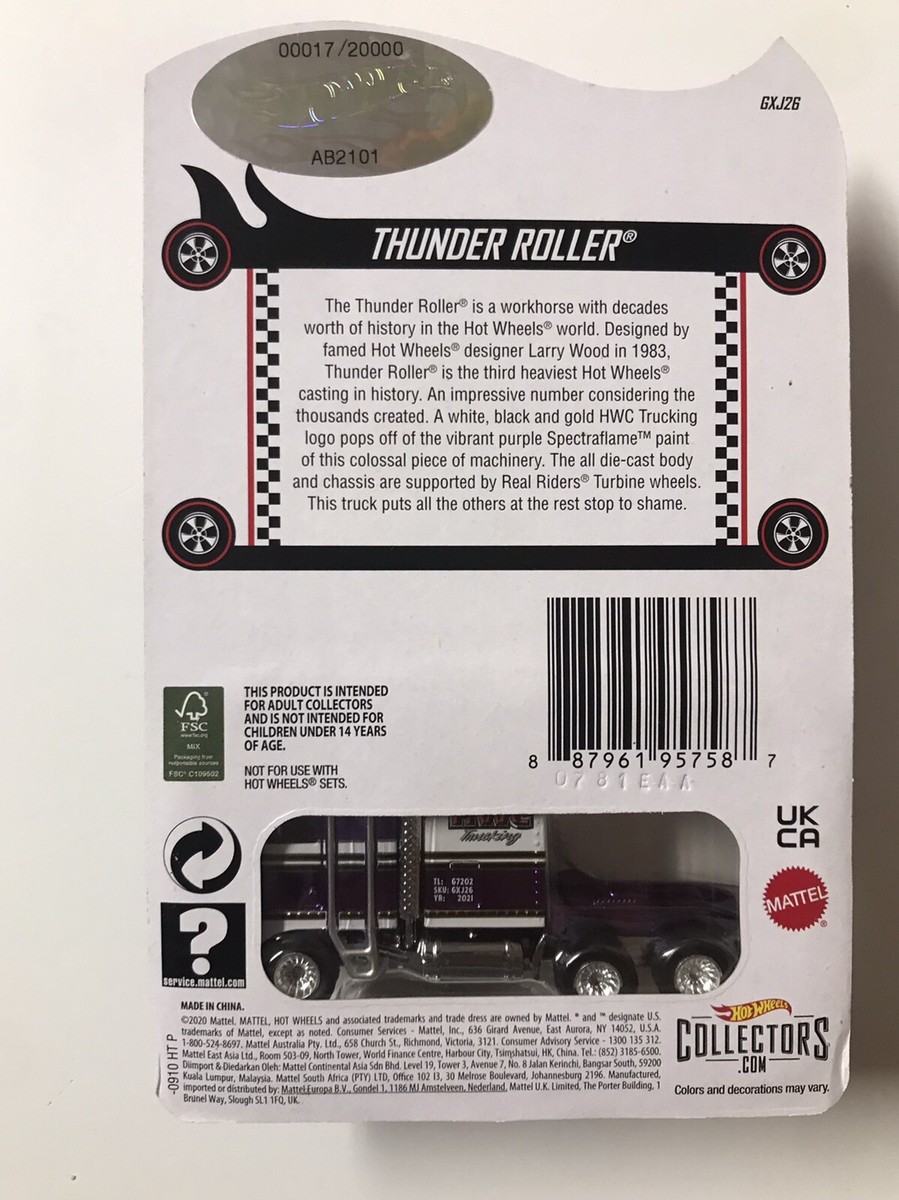 00017/20000
AB2101
GXJ26
THUNDER ROLLER®
The Thunder Roller® is a workhorse with decades
worth of history in the Hot Wheels® world. Designed by
famed Hot Wheels® designer Larry Wood in 1983,
Thunder Roller® is the third heaviest Hot Wheels®
casting in history. An impressive number considering the
thousands created. A white, black and gold HWC Trucking
logo pops off of the vibrant purple Spectraflame™ paint
of this colossal piece of machinery. The all die-cast body
and chassis are supported by Real Riders® Turbine wheels.
This truck puts all the others at the rest stop to shame.
FSC
www.fsc.org
MIX
Packaging from
responsible sources
FSC® C109502
THIS PRODUCT IS INTENDED
FOR ADULT COLLECTORS
AND IS NOT INTENDED FOR
CHILDREN UNDER 14 YEARS
OF AGE.
NOT FOR USE WITH
HOT WHEELS® SETS.
8 87961 95758 7
0781EAA
UK
CA
MATTEL®
Trucking
TL: 67202
SKU: GXJ26
YR: 2021
?
service.mattel.com
MADE IN CHINA.
©2020 Mattel. MATTEL, HOT WHEELS and associated trademarks and trade dress are owned by Mattel. ® and ™ designate U.S.
trademarks of Mattel, except as noted. Consumer Services - Mattel, Inc., 636 Girard Avenue, East Aurora, NY 14052, U.S.A.
1-800-524-8697. Mattel Australia Pty. Ltd., 658 Church St., Richmond, Victoria, 3121. Consumer Advisory Service - 1300 135 312.
Mattel East Asia Ltd., Room 503-09, North Tower, World Finance Centre, Harbour City, Tsimshatsui, HK, China. Tel.: (852) 3185-6500.
Diimport & Diedarkan Oleh: Mattel Continental Asia Sdn Bhd. Level 19, Tower 3, Avenue 7, No. 8 Jalan Kerinchi, Bangsar South, 59200
Kuala Lumpur, Malaysia. Mattel South Africa (PTY) LTD, Office 102 I3, 30 Melrose Boulevard, Johannesburg 2196. Manufactured,
imported or distributed by: Mattel Europa B.V., Gondel 1, 1186 MJ Amstelveen, Nederland, Mattel U.K. Limited, The Porter Building, 1
Brunel Way, Slough SL1 1FQ, UK.
-0910 HT P
HOT WHEELS
COLLECTORS
.COM
Colors and decorations may vary.